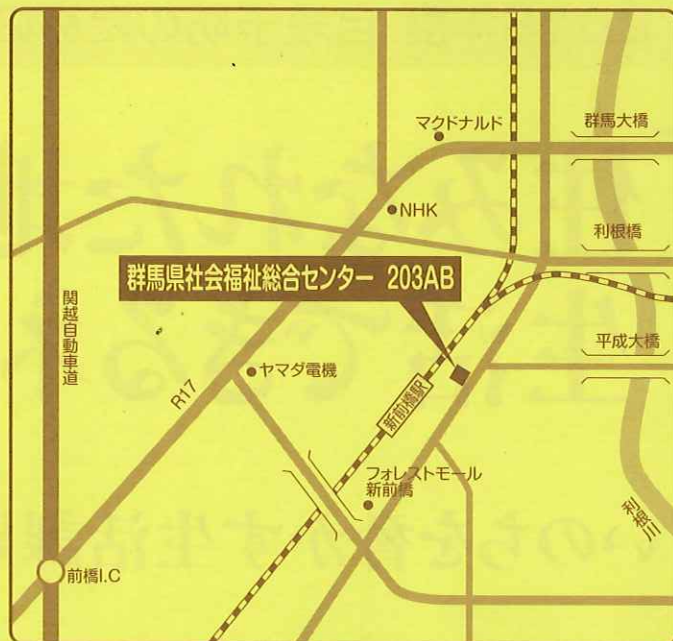 マクドナルド
群馬大橋
NHK
利根橋
群馬県社会福祉総合センター 203AB
関越自動車道
平成大橋
ヤマダ電機
R17
新前橋駅
フォレストモール
新前橋
利根川
前橋I.C